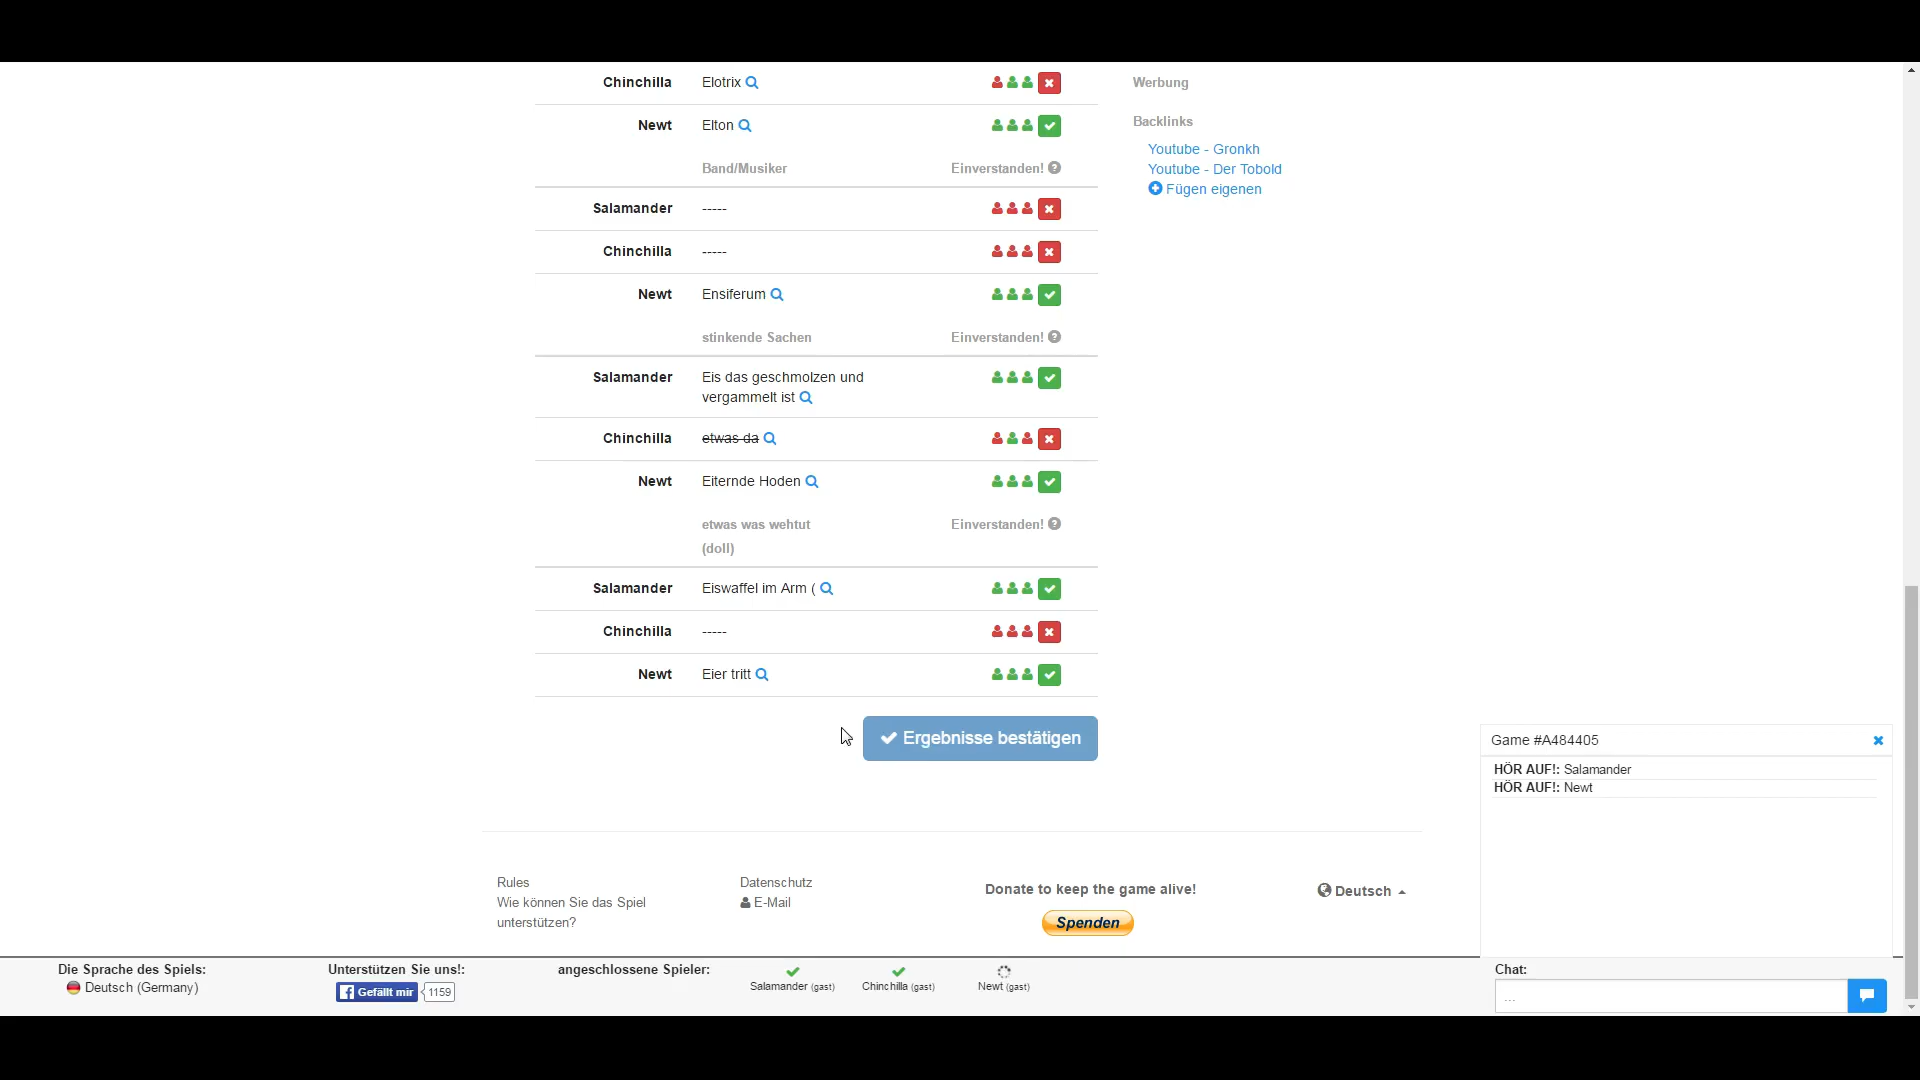 Chinchilla Elotrix
Newt Elton
Band/Musiker Einverstanden!
Salamander -----
Chinchilla -----
Newt Ensiferum
stinkende Sachen Einverstanden!
Salamander Eis das geschmolzen und
vergammelt ist
Chinchilla etwas da
Newt Eiternde Hoden
etwas was wehtut Einverstanden!
(doll)
Salamander Eiswaffel im Arm (
Chinchilla -----
Newt Eier tritt
Ergebnisse bestätigen
Werbung
Backlinks
Youtube - Gronkh
Youtube - Der Tobold
Fügen eigenen
Game #A484405
HÖR AUF!: Salamander
HÖR AUF!: Newt
Rules
Wie können Sie das Spiel
unterstützen?
Datenschutz
E-Mail
Donate to keep the game alive!
Spenden
Deutsch
Die Sprache des Spiels:
Deutsch (Germany)
Unterstützen Sie uns!:
Gefällt mir 1159
angeschlossene Spieler:
Salamander (gast)
Chinchilla (gast)
Newt (gast)
Chat:
...